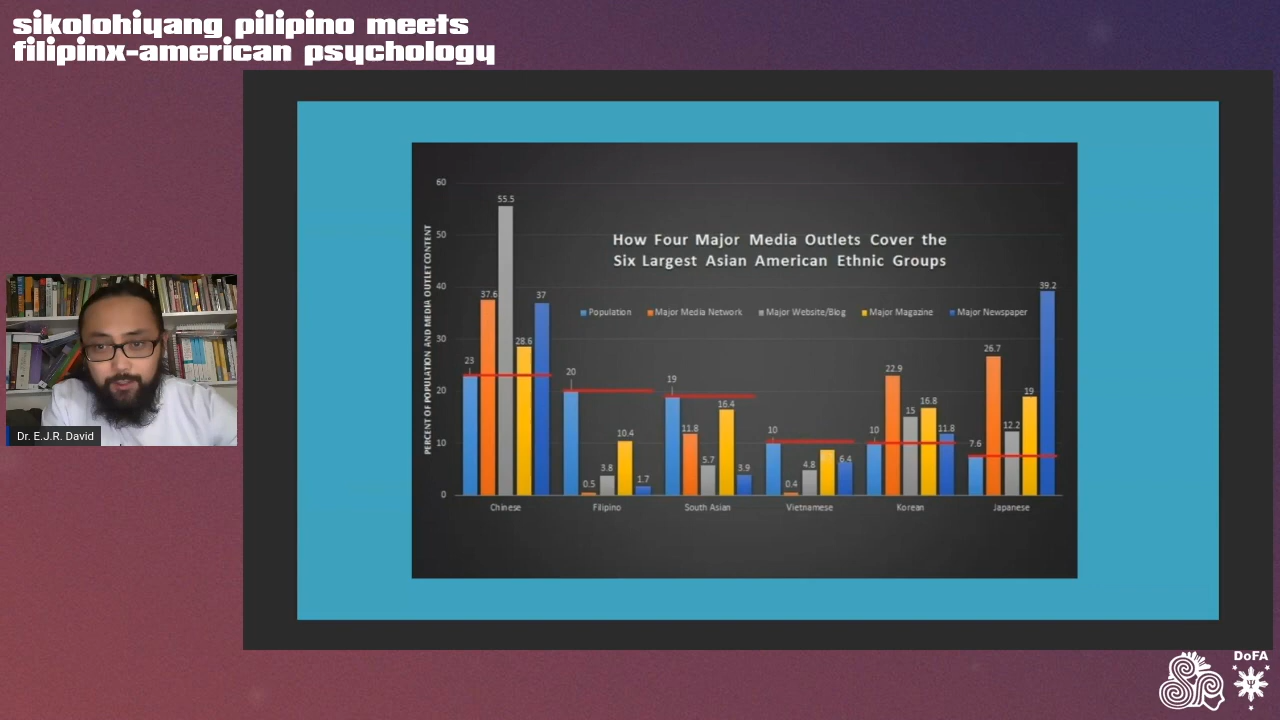 sikolohiyang pilipino meets
filipinx-american psychology
60
50
40
30
20
10
0
PERCENT OF POPULATION AND MEDIA OUTLET CONTENT
How Four Major Media Outlets Cover the
Six Largest Asian American Ethnic Groups
Population Major Media Network Major Website/Blog Major Magazine Major Newspaper
23 37.6 55.5 28.6 37
20 0.5 3.8 10.4 1.7
19 11.8 5.7 16.4 3.9
10 0.4 4.8 6.4
10 22.9 15 16.8 11.8
7.6 26.7 12.2 19 39.2
Chinese Filipino South Asian Vietnamese Korean Japanese
Dr. E.J.R. David
DoFA